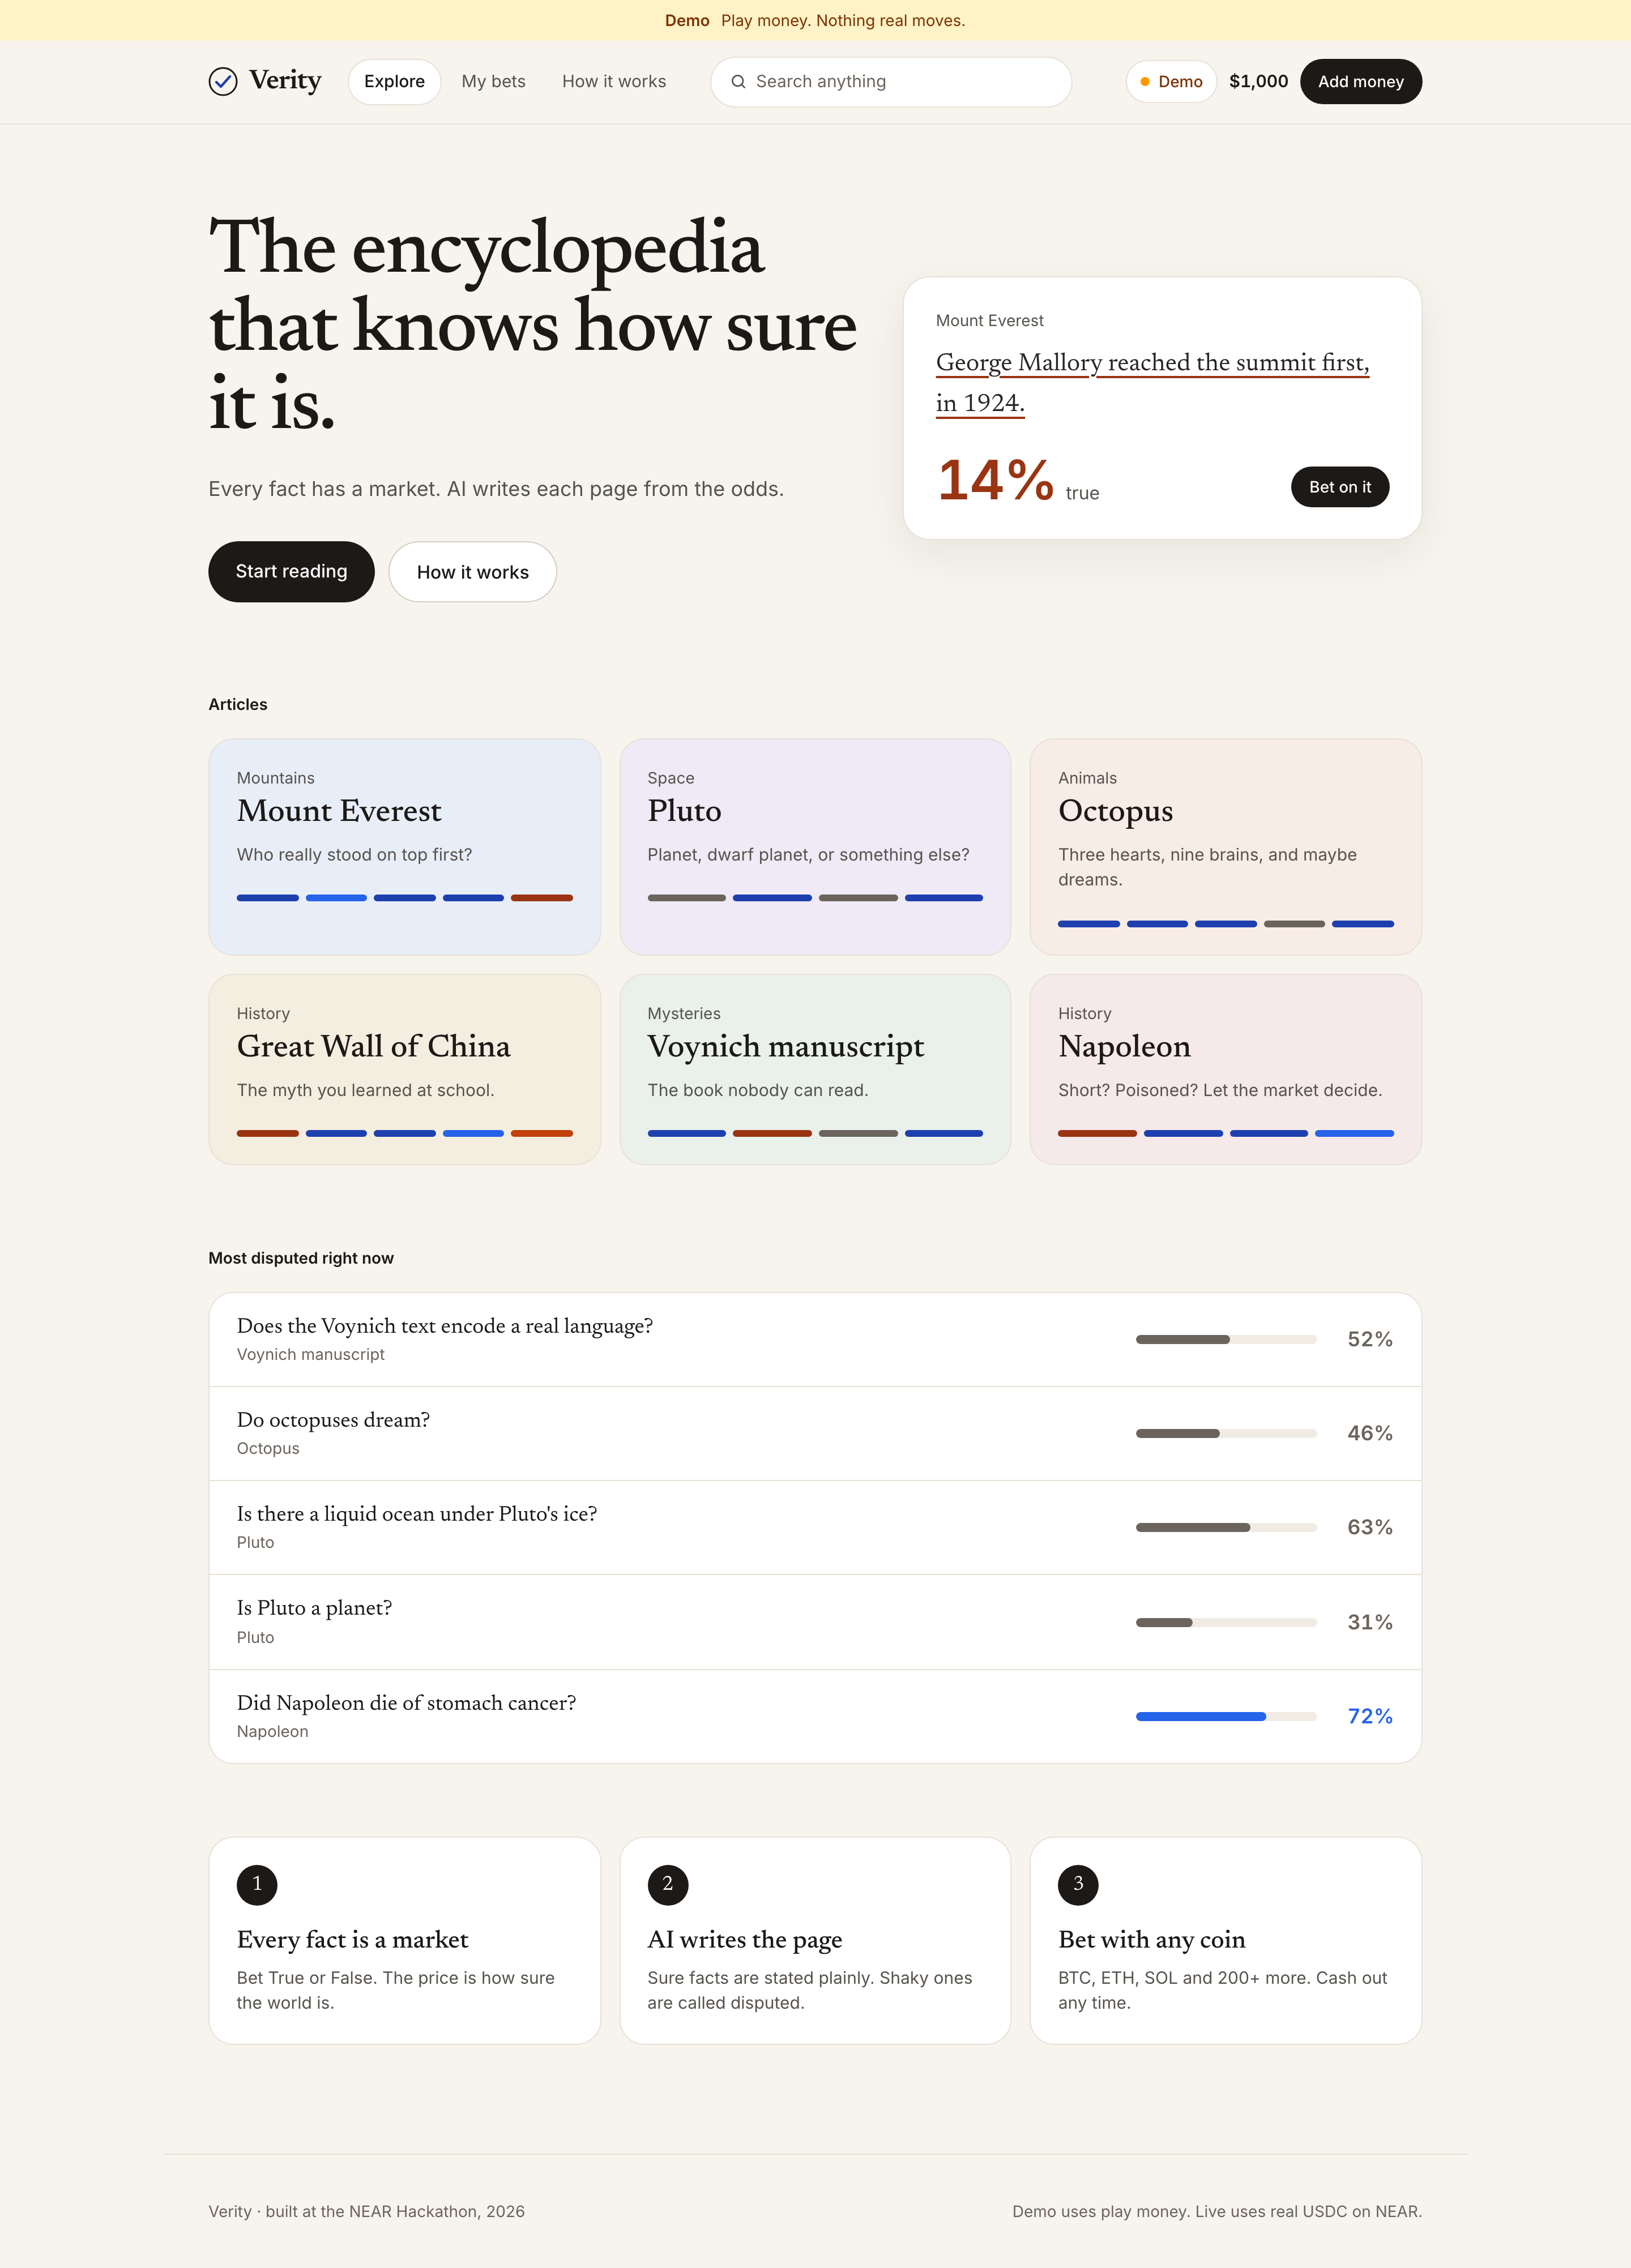 Demo Play money. Nothing real moves.
Verity
Explore
My bets
How it works
Search anything
Demo
$1,000
Add money
The encyclopedia
that knows how sure
it is.
Every fact has a market. AI writes each page from the odds.
Start reading
How it works
Mount Everest
George Mallory reached the summit first,
in 1924.
14% true
Bet on it
Articles
Mountains
Mount Everest
Who really stood on top first?
Space
Pluto
Planet, dwarf planet, or something else?
Animals
Octopus
Three hearts, nine brains, and maybe
dreams.
History
Great Wall of China
The myth you learned at school.
Mysteries
Voynich manuscript
The book nobody can read.
History
Napoleon
Short? Poisoned? Let the market decide.
Most disputed right now
Does the Voynich text encode a real language?
Voynich manuscript
52%
Do octopuses dream?
Octopus
46%
Is there a liquid ocean under Pluto's ice?
Pluto
63%
Is Pluto a planet?
Pluto
31%
Did Napoleon die of stomach cancer?
Napoleon
72%
1
Every fact is a market
Bet True or False. The price is how sure
the world is.
2
AI writes the page
Sure facts are stated plainly. Shaky ones
are called disputed.
3
Bet with any coin
BTC, ETH, SOL and 200+ more. Cash out
any time.
Verity · built at the NEAR Hackathon, 2026
Demo uses play money. Live uses real USDC on NEAR.